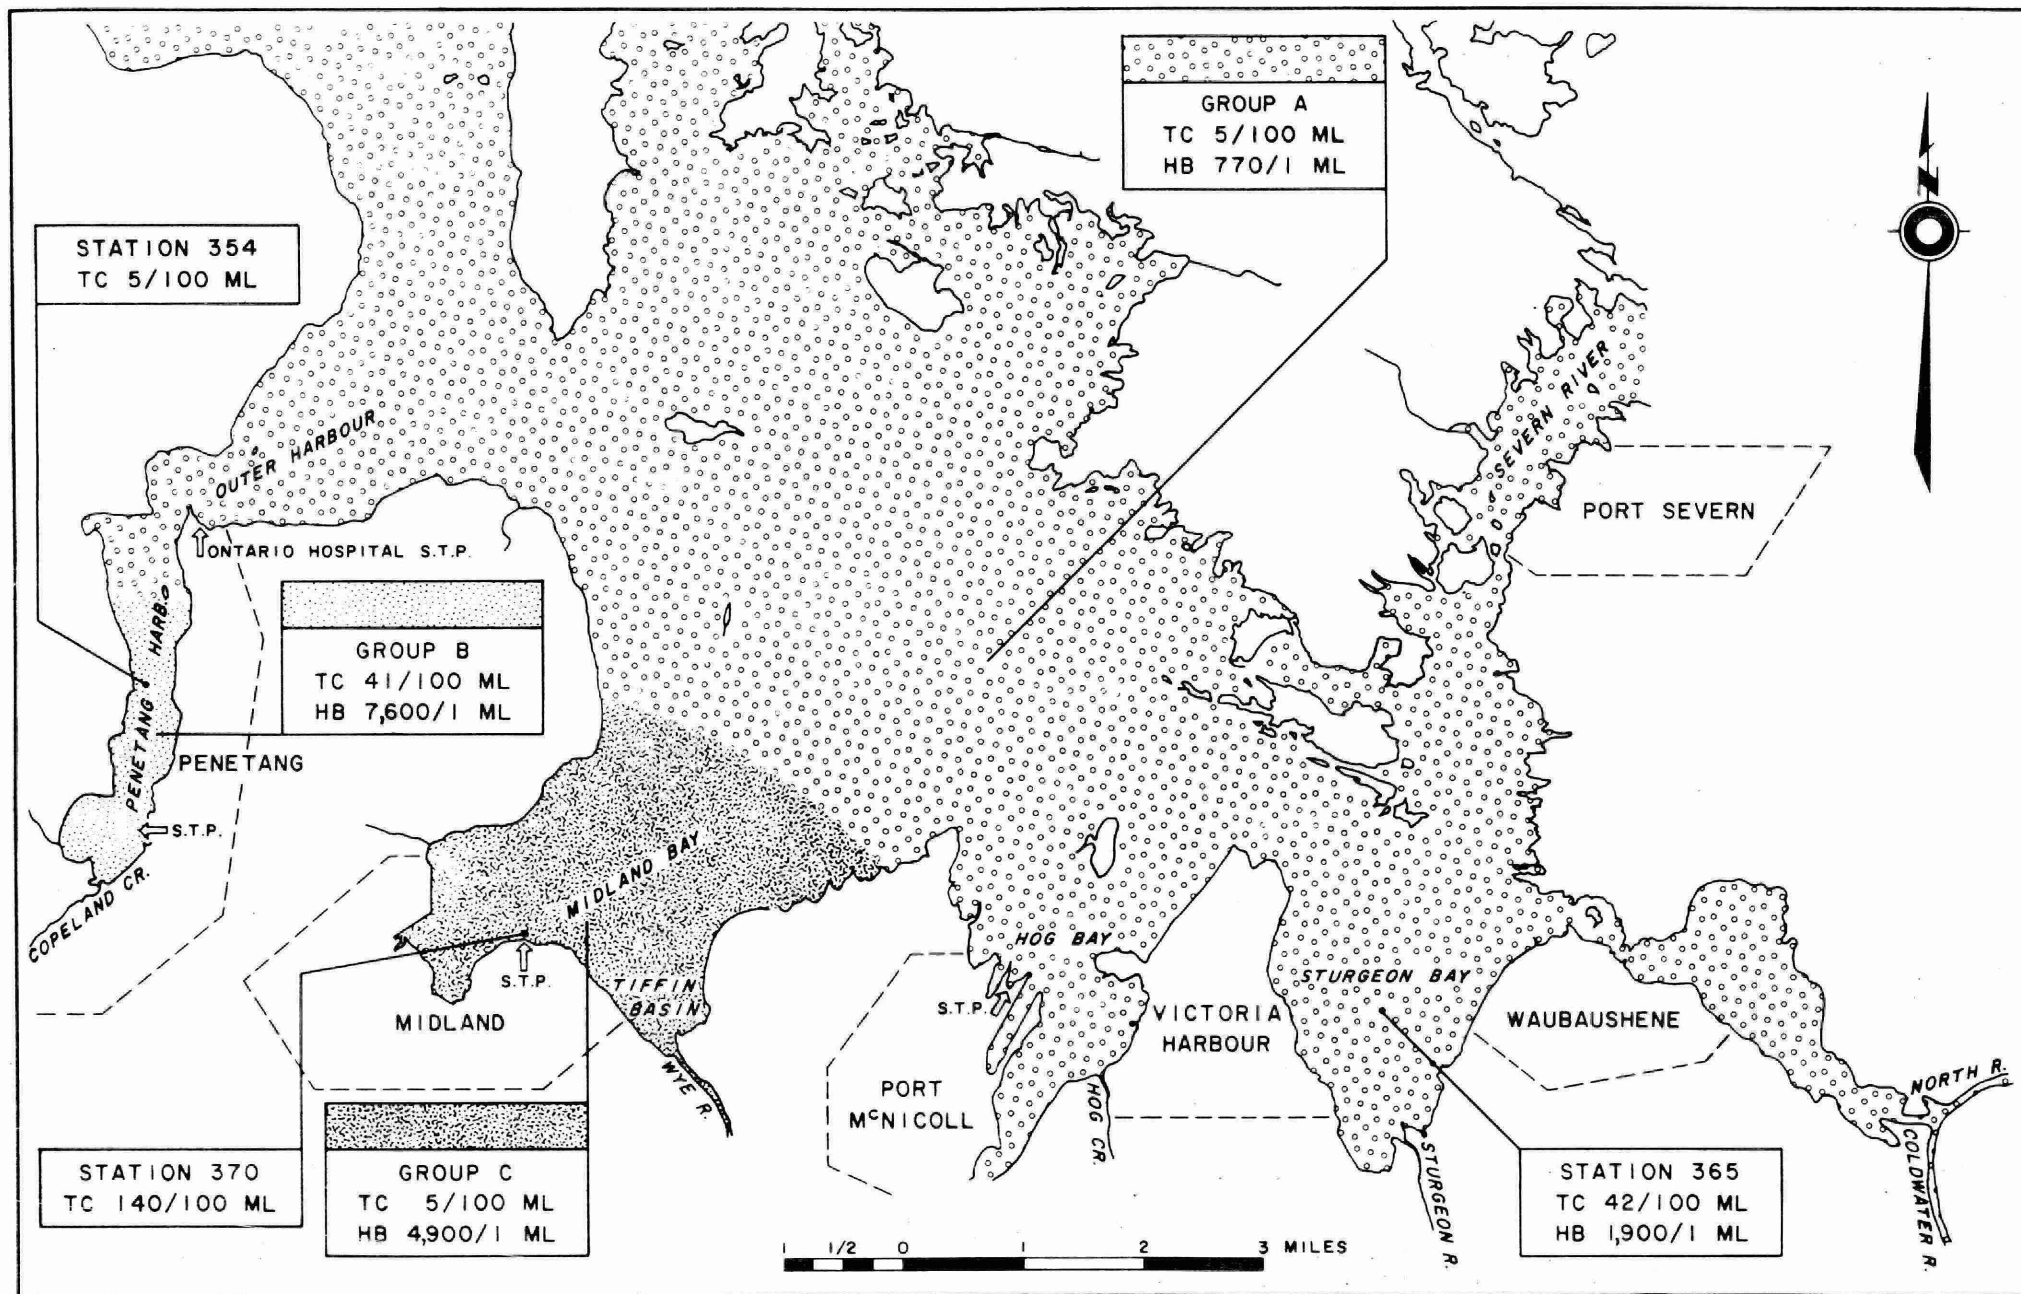 GROUP A
TC 5/100 ML
HB 770/1 ML
N
STATION 354
TC 5/100 ML
OUTER HARBOUR
SEVERN RIVER
PORT SEVERN
ONTARIO HOSPITAL S.T.P.
GROUP B
TC 41/100 ML
HB 7,600/1 ML
PENETANG HARB.
PENETANG
S.T.P.
COPELAND CR.
MIDLAND BAY
S.T.P.
TIFFIN
BASIN
MIDLAND
WYE R.
HOG BAY
S.T.P.
STURGEON BAY
VICTORIA
HARBOUR
WAUBAUSHENE
PORT
McNICOLL
HOG CR.
STURGEON R.
NORTH R.
COLDWATER R.
STATION 370
TC 140/100 ML
GROUP C
TC 5/100 ML
HB 4,900/1 ML
STATION 365
TC 42/100 ML
HB 1,900/1 ML
1 1/2 0 1 2 3 MILES